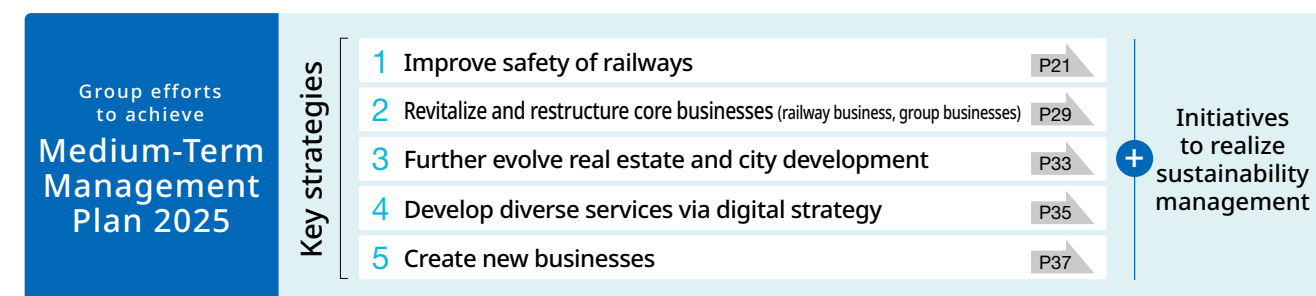 Group efforts
to achieve
Medium-Term
Management
Plan 2025
Key strategies
1 Improve safety of railways P21
2 Revitalize and restructure core businesses (railway business, group businesses) P29
3 Further evolve real estate and city development P33
4 Develop diverse services via digital strategy P35
5 Create new businesses P37
+
Initiatives
to realize
sustainability
management